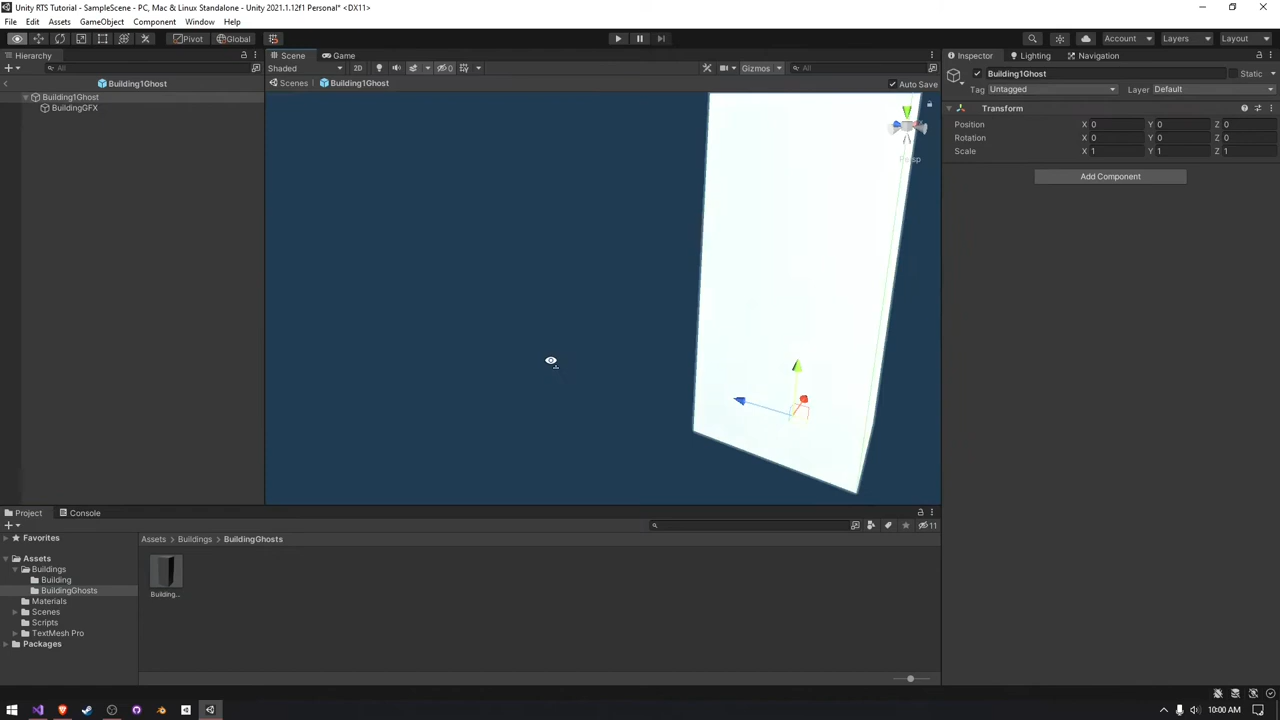 Unity RTS Tutorial - SampleScene - PC, Mac & Linux Standalone - Unity 2021.1.12f1 Personal* <DX11>
File Edit Assets GameObject Component Window Help
Pivot Global Account Layers Layout
Hierarchy
All
Building1Ghost
Building1Ghost
BuildingGFX
Scene Game
Shaded 2D 0 Gizmos All
Scenes Building1Ghost Auto Save
Persp
Inspector Lighting Navigation
Building1Ghost Static
Tag Untagged Layer Default
Transform
Position X 0 Y 0 Z 0
Rotation X 0 Y 0 Z 0
Scale X 1 Y 1 Z 1
Add Component
Project Console
11
Favorites
Assets
Buildings
Building
BuildingGhosts
Materials
Scenes
Scripts
TextMesh Pro
Packages
Assets Buildings BuildingGhosts
Building..
10:00 AM